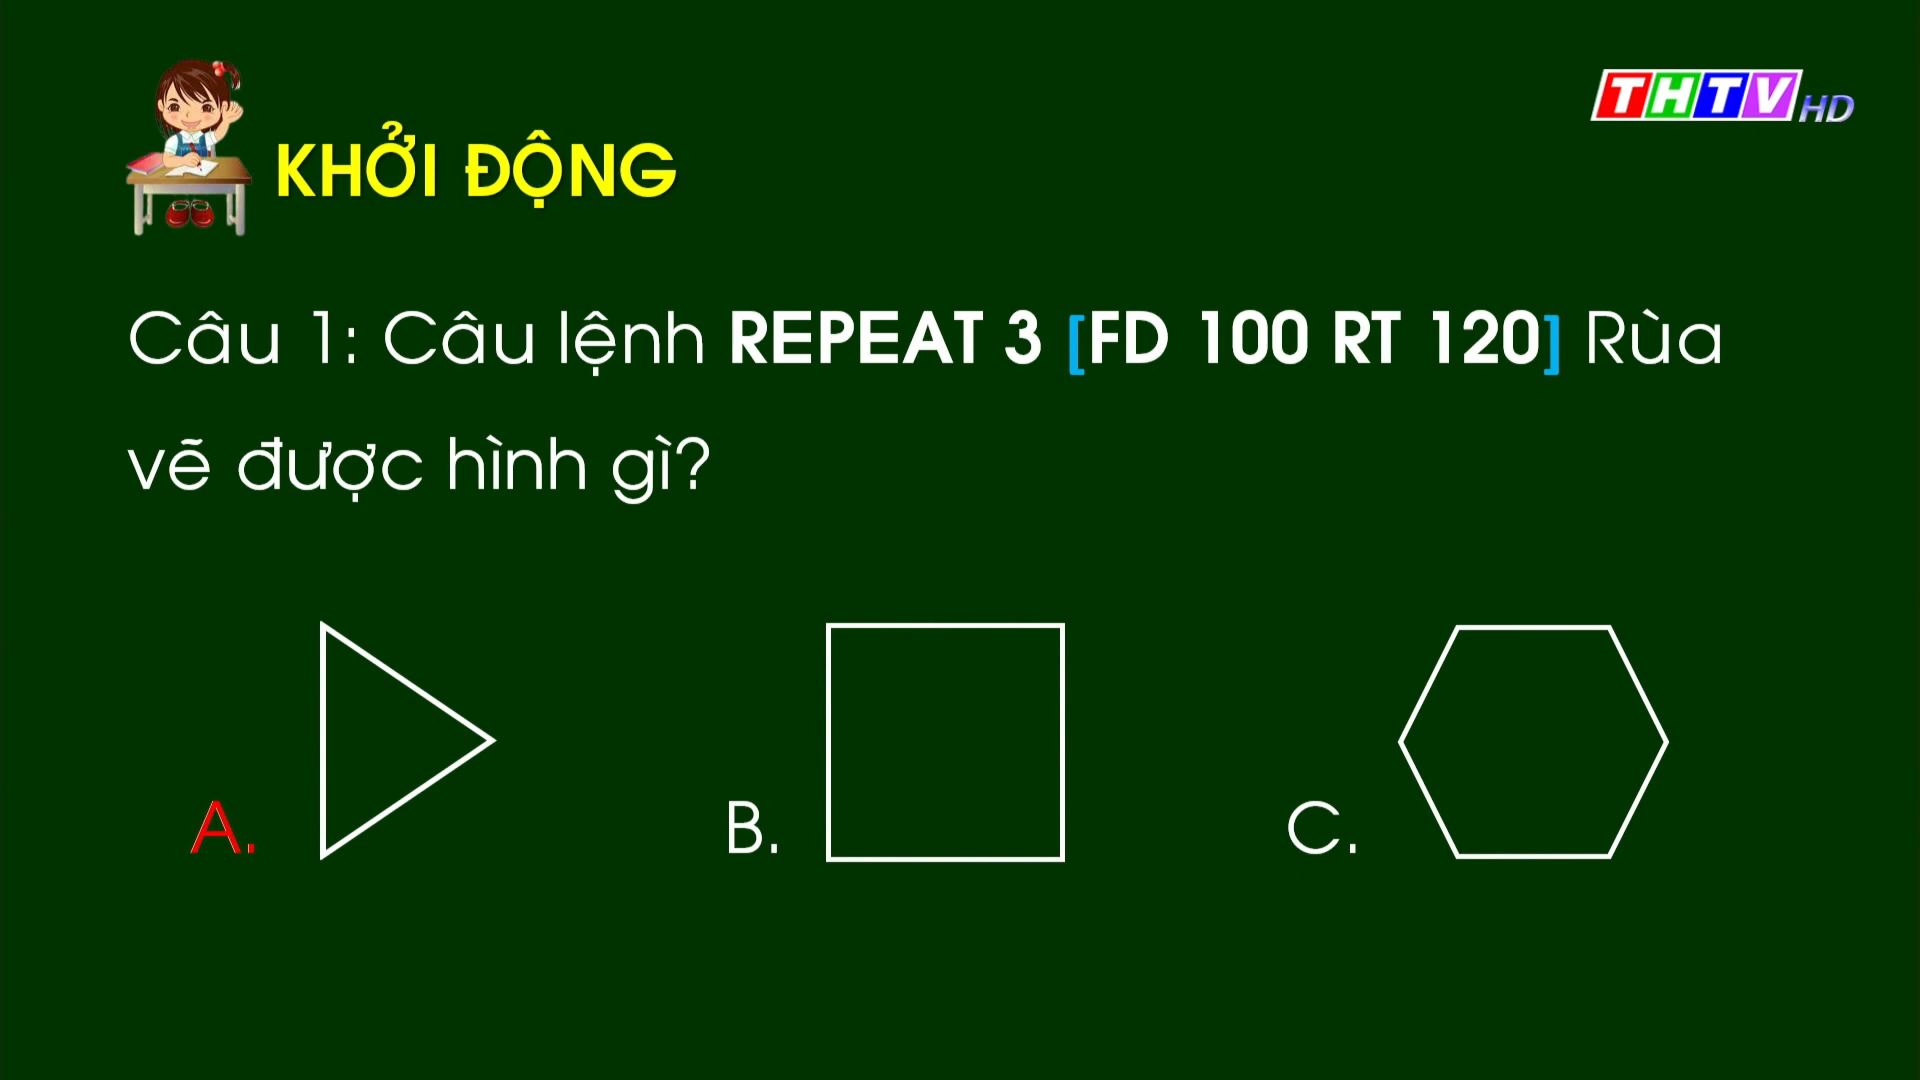 THTV HD
KHỞI ĐỘNG
Câu 1: Câu lệnh REPEAT 3 [FD 100 RT 120] Rùa
vẽ được hình gì?
A.
B.
C.